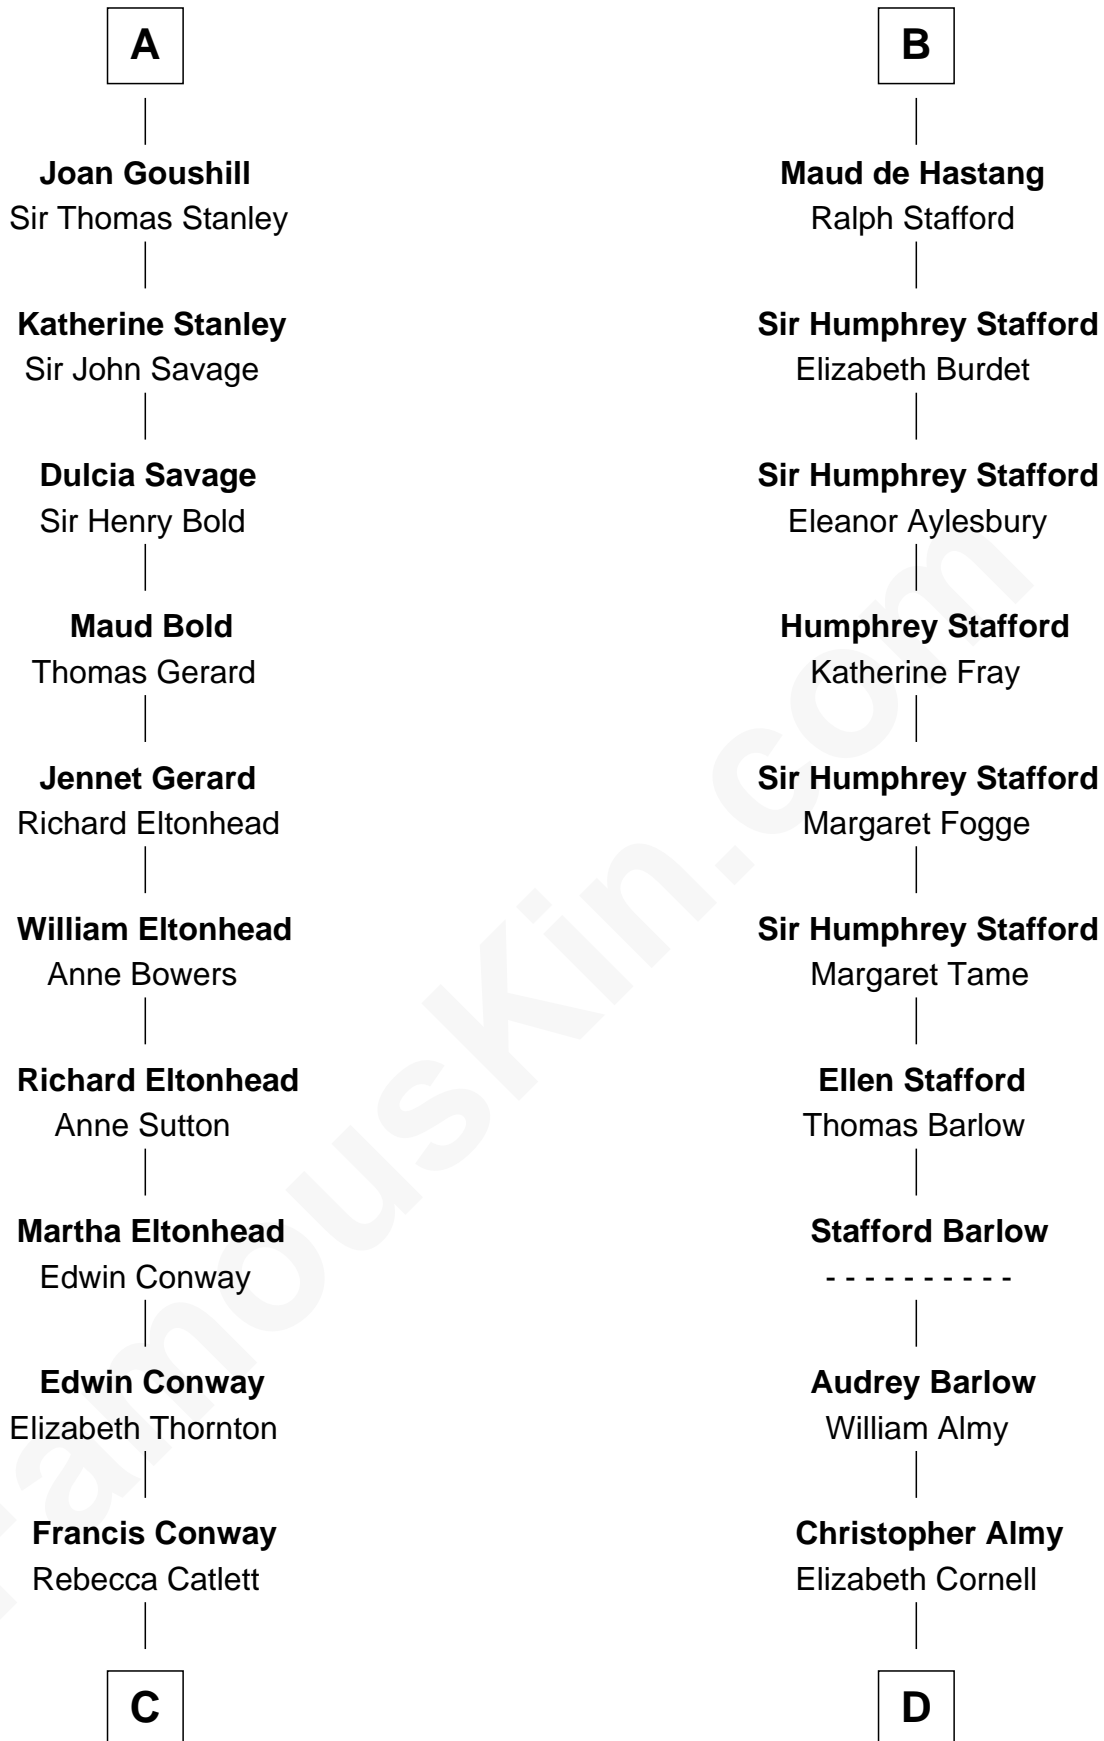 A
Joan Goushill
Sir Thomas Stanley
Katherine Stanley
Sir John Savage
Dulcia Savage
Sir Henry Bold
Maud Bold
Thomas Gerard
Jennet Gerard
Richard Eltonhead
William Eltonhead
Anne Bowers
Richard Eltonhead
Anne Sutton
Martha Eltonhead
Edwin Conway
Edwin Conway
Elizabeth Thornton
Francis Conway
Rebecca Catlett
C
B
Maud de Hastang
Ralph Stafford
Sir Humphrey Stafford
Elizabeth Burdet
Sir Humphrey Stafford
Eleanor Aylesbury
Humphrey Stafford
Katherine Fray
Sir Humphrey Stafford
Margaret Fogge
Sir Humphrey Stafford
Margaret Tame
Ellen Stafford
Thomas Barlow
Stafford Barlow
- - - - - - - - - -
Audrey Barlow
William Almy
Christopher Almy
Elizabeth Cornell
D
FamousKin.com